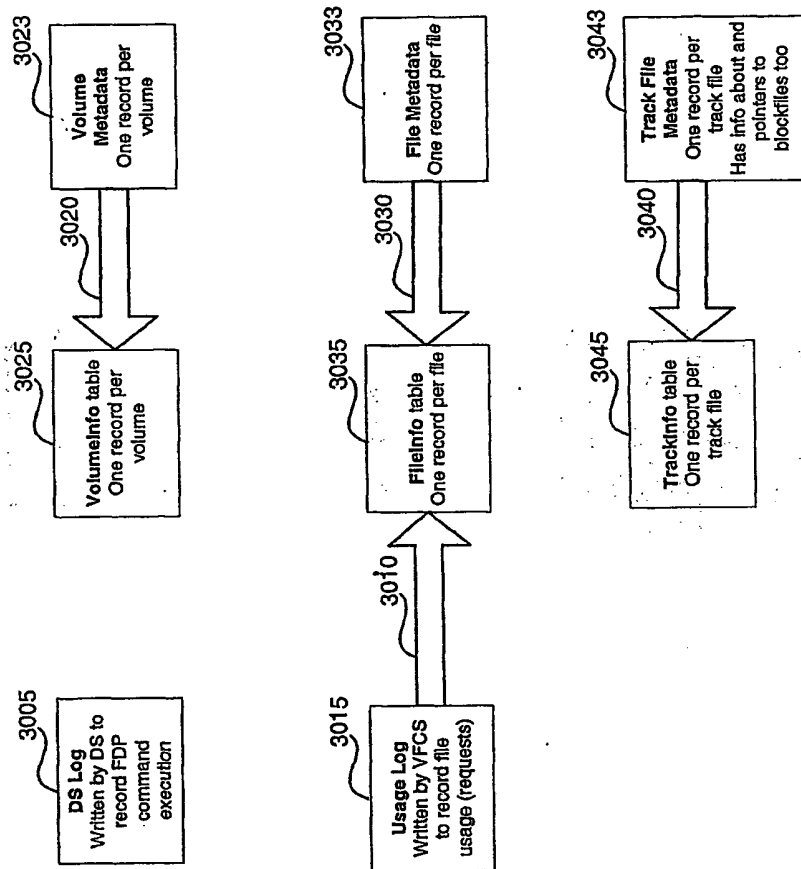 Usage Log
Written by VFCS
to record file
usage (requests)
3015
DS Log
Written by DS to
record FDP
command
execution
3005
3010
TrackInfo table
One record per
track file
3045
FileInfo table
One record per file
3035
VolumeInfo table
One record per
volume
3025
3040
3030
3020
Track File
Metadata
One record per
track file
Has info about and
pointers to
blockfiles too
3043
File Metadata
One record per file
3033
Volume
Metadata
One record per
volume
3023